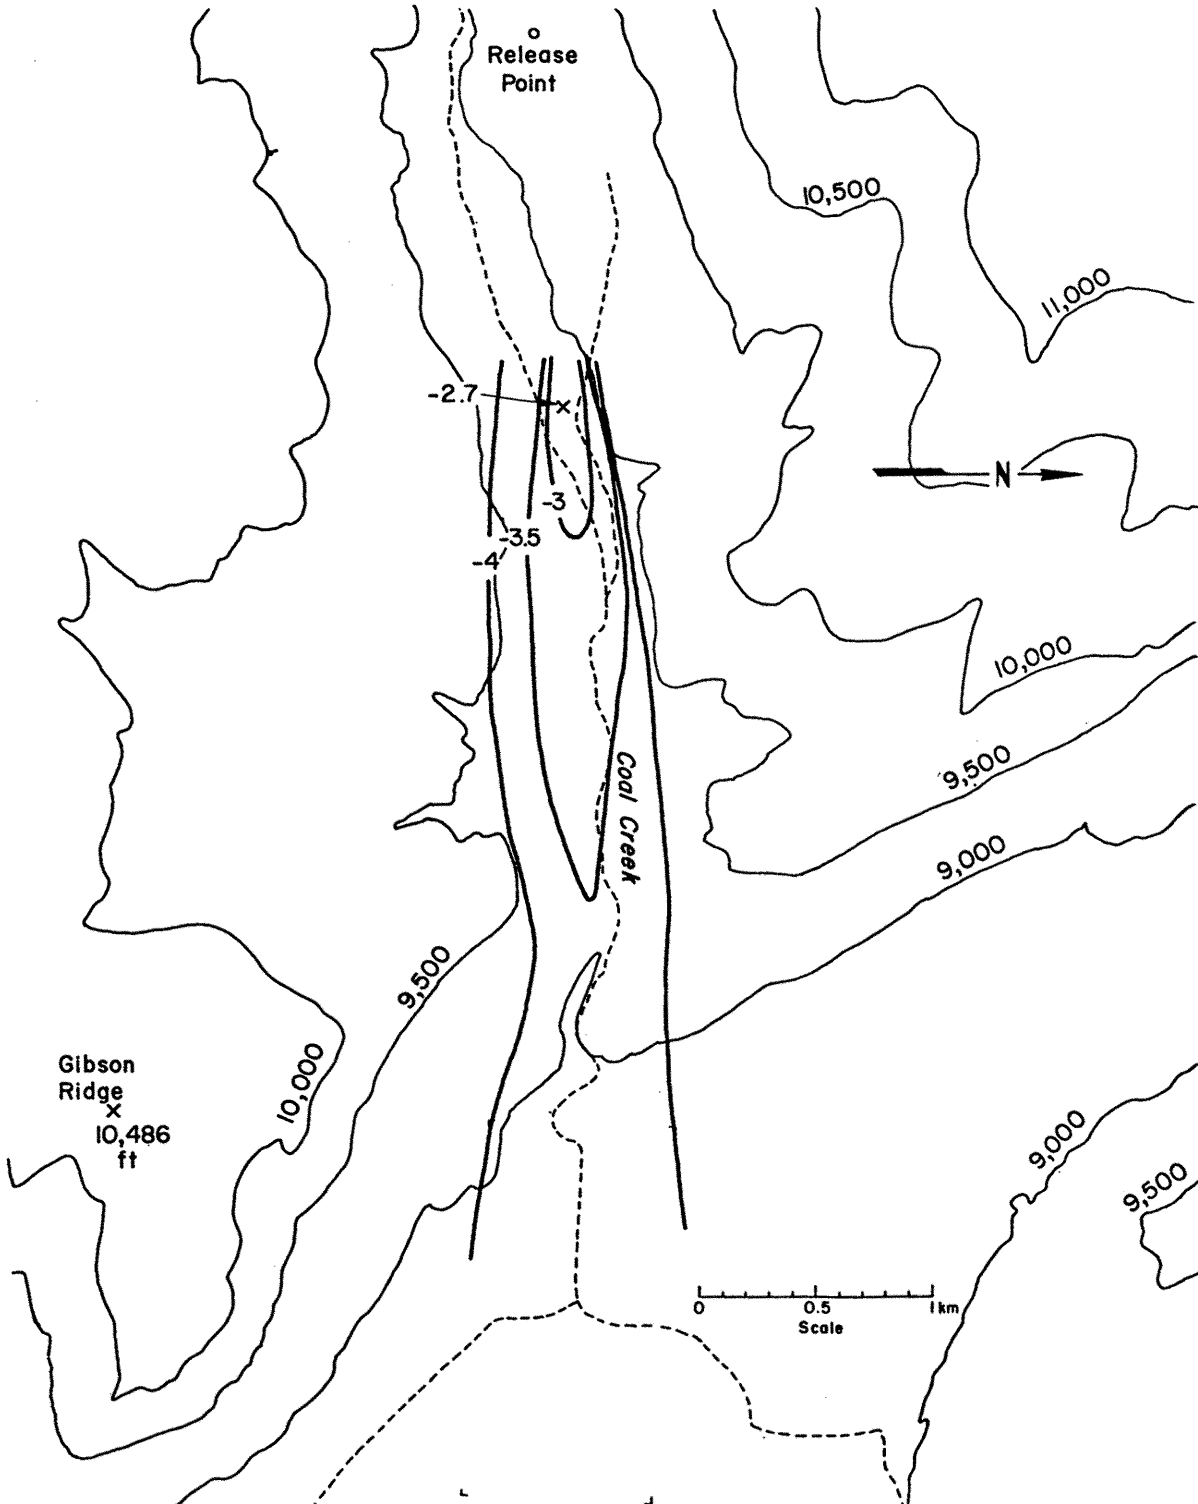 Release
Point
10,500
11,000
-2.7
N
-3
-3.5
-4
10,000
9,500
Coal Creek
9,000
9,500
Gibson
Ridge
10,486
ft
10,000
9,000
9,500
0 0.5 1 km
Scale